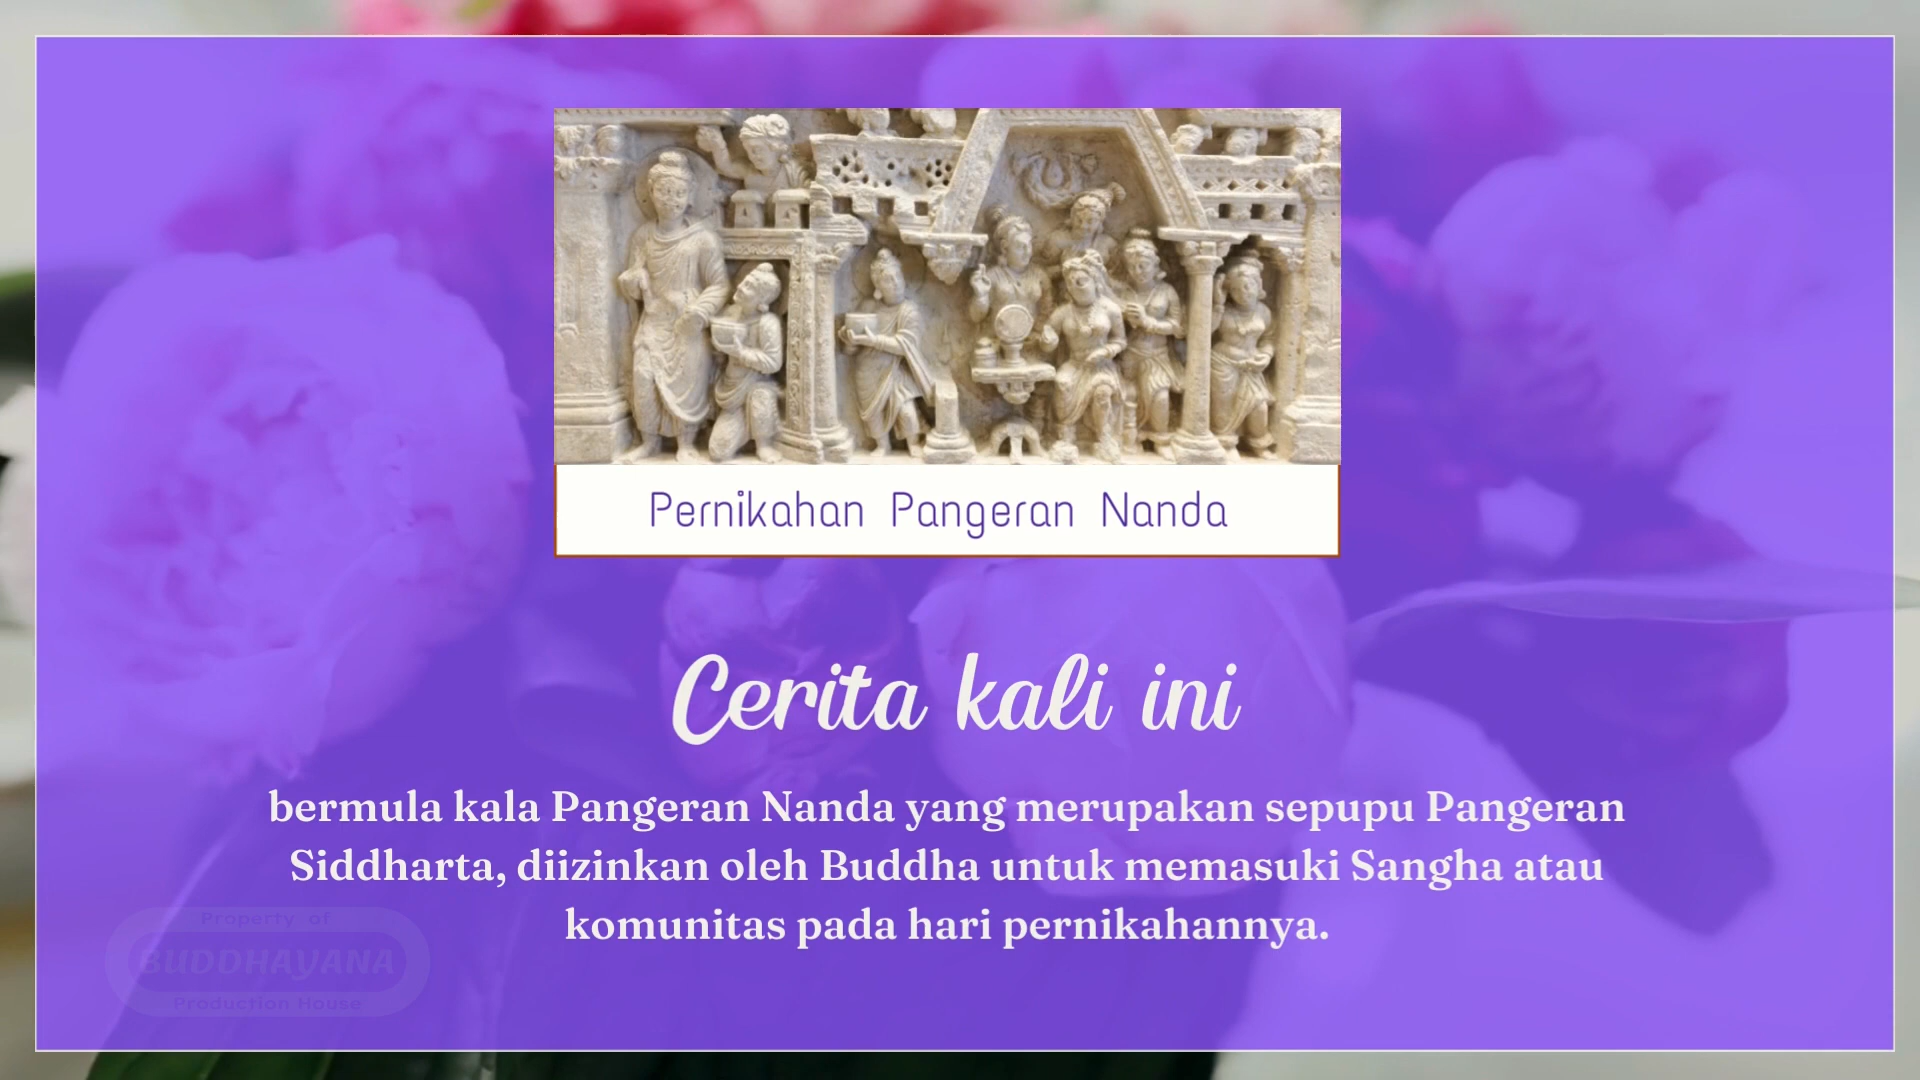 Pernikahan Pangeran Nanda
Cerita kali ini
bermula kala Pangeran Nanda yang merupakan sepupu Pangeran
Siddharta, diizinkan oleh Buddha untuk memasuki Sangha atau
komunitas pada hari pernikahannya.
Property of
BUDDHAYANA
Production House